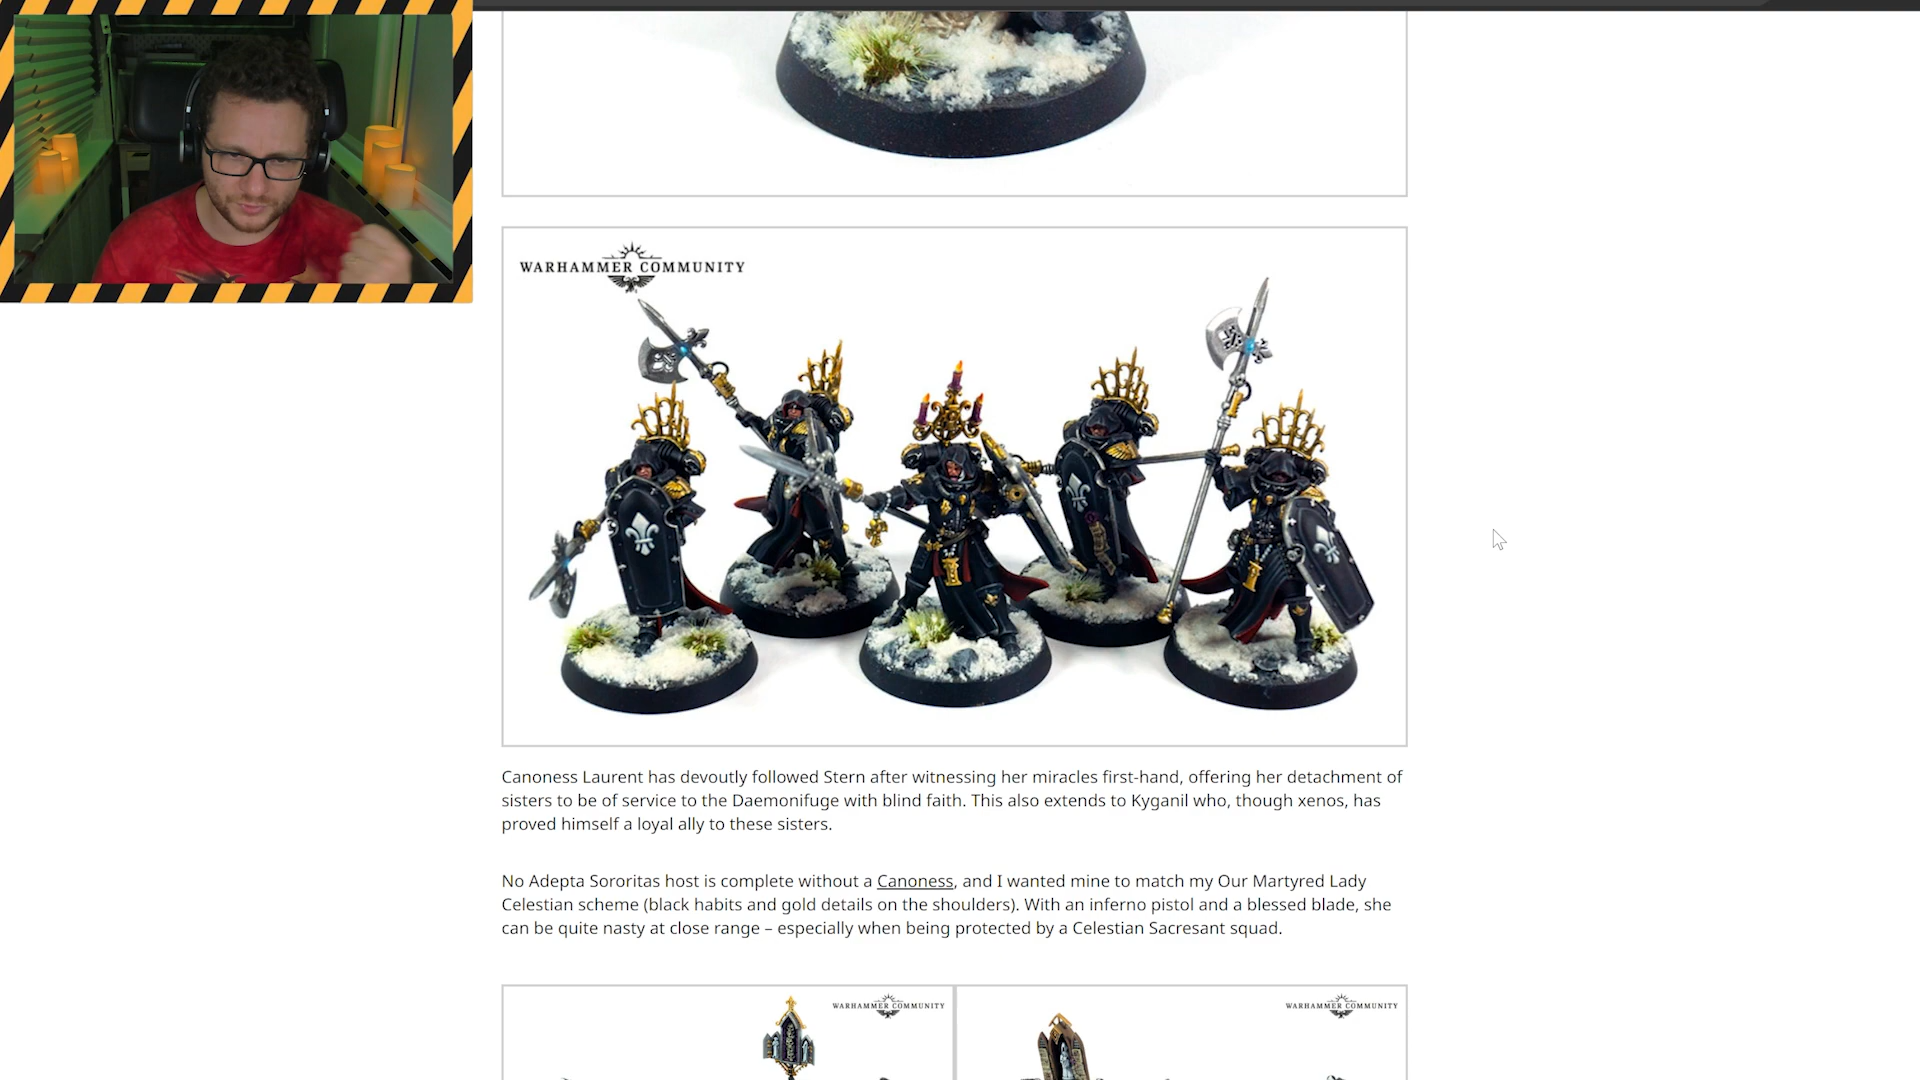 WARHAMMER COMMUNITY
Canoness Laurent has devoutly followed Stern after witnessing her miracles first-hand, offering her detachment of
sisters to be of service to the Daemonifuge with blind faith. This also extends to Kyganil who, though xenos, has
proved himself a loyal ally to these sisters.
No Adepta Sororitas host is complete without a Canoness, and I wanted mine to match my Our Martyred Lady
Celestian scheme (black habits and gold details on the shoulders). With an inferno pistol and a blessed blade, she
can be quite nasty at close range – especially when being protected by a Celestian Sacresant squad.
WARHAMMER COMMUNITY
WARHAMMER COMMUNITY